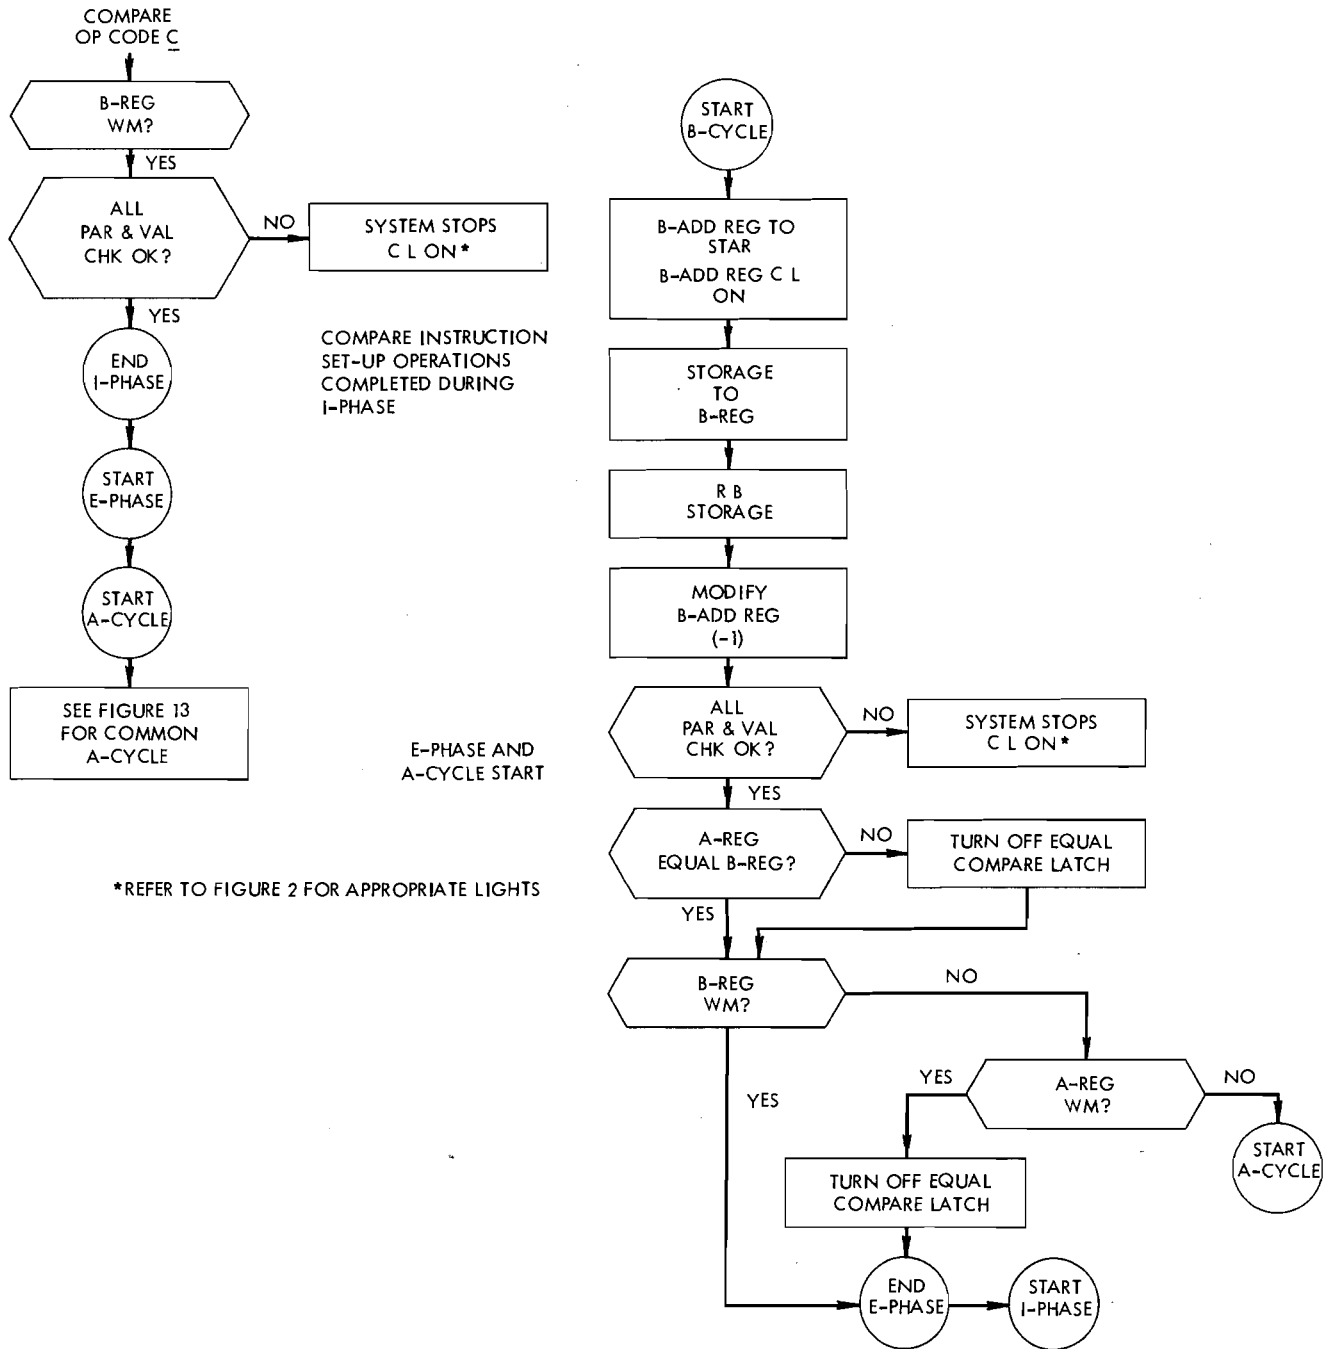 COMPARE
OP CODE C
B-REG
WM?
YES
ALL
PAR & VAL
CHK OK?
NO
SYSTEM STOPS
C L ON*
YES
END
I-PHASE
COMPARE INSTRUCTION
SET-UP OPERATIONS
COMPLETED DURING
I-PHASE
START
E-PHASE
START
A-CYCLE
SEE FIGURE 13
FOR COMMON
A-CYCLE
E-PHASE AND
A-CYCLE START
*REFER TO FIGURE 2 FOR APPROPRIATE LIGHTS
START
B-CYCLE
B-ADD REG TO
STAR
B-ADD REG C L
ON
STORAGE
TO
B-REG
R B
STORAGE
MODIFY
B-ADD REG
(-1)
ALL
PAR & VAL
CHK OK?
NO
SYSTEM STOPS
C L ON*
YES
A-REG
EQUAL B-REG?
NO
TURN OFF EQUAL
COMPARE LATCH
YES
B-REG
WM?
NO
YES
YES
A-REG
WM?
NO
START
A-CYCLE
TURN OFF EQUAL
COMPARE LATCH
END
E-PHASE
START
I-PHASE